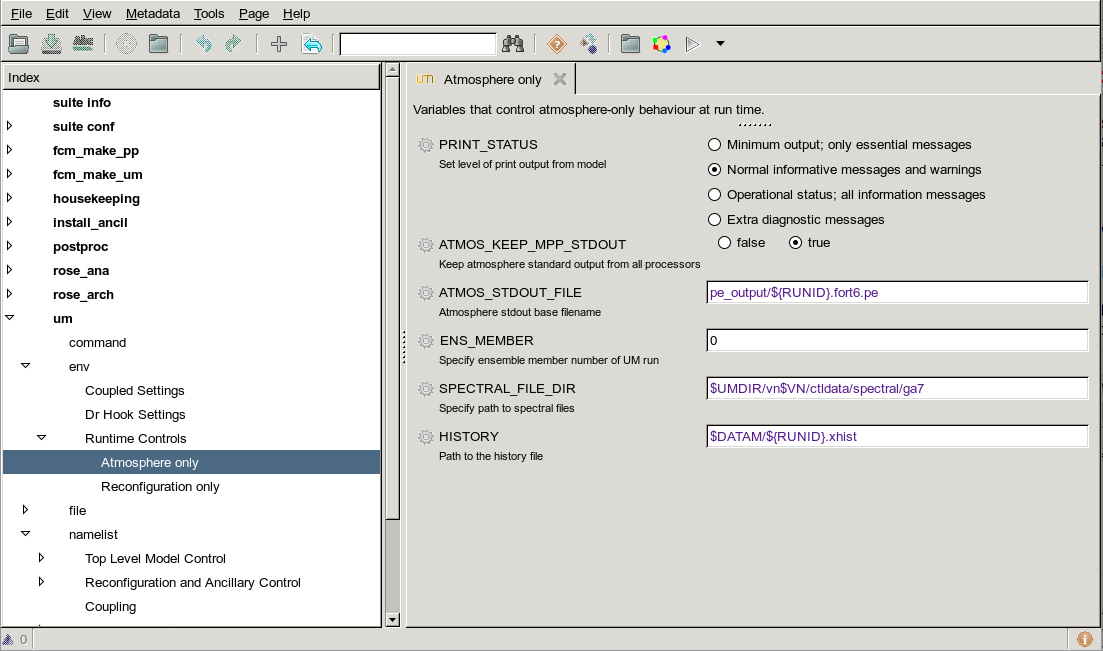 File Edit View Metadata Tools Page Help
Index
suite info
suite conf
fcm_make_pp
fcm_make_um
housekeeping
install_ancil
postproc
rose_ana
rose_arch
um
command
env
Coupled Settings
Dr Hook Settings
Runtime Controls
Atmosphere only
Reconfiguration only
file
namelist
Top Level Model Control
Reconfiguration and Ancillary Control
Coupling
0
um Atmosphere only
Variables that control atmosphere-only behaviour at run time.
PRINT_STATUS
Set level of print output from model
Minimum output; only essential messages
Normal informative messages and warnings
Operational status; all information messages
Extra diagnostic messages
ATMOS_KEEP_MPP_STDOUT
Keep atmosphere standard output from all processors
false true
ATMOS_STDOUT_FILE
Atmosphere stdout base filename
pe_output/${RUNID}.fort6.pe
ENS_MEMBER
Specify ensemble member number of UM run
0
SPECTRAL_FILE_DIR
Specify path to spectral files
$UMDIR/vn$VN/ctldata/spectral/ga7
HISTORY
Path to the history file
$DATAM/${RUNID}.xhist